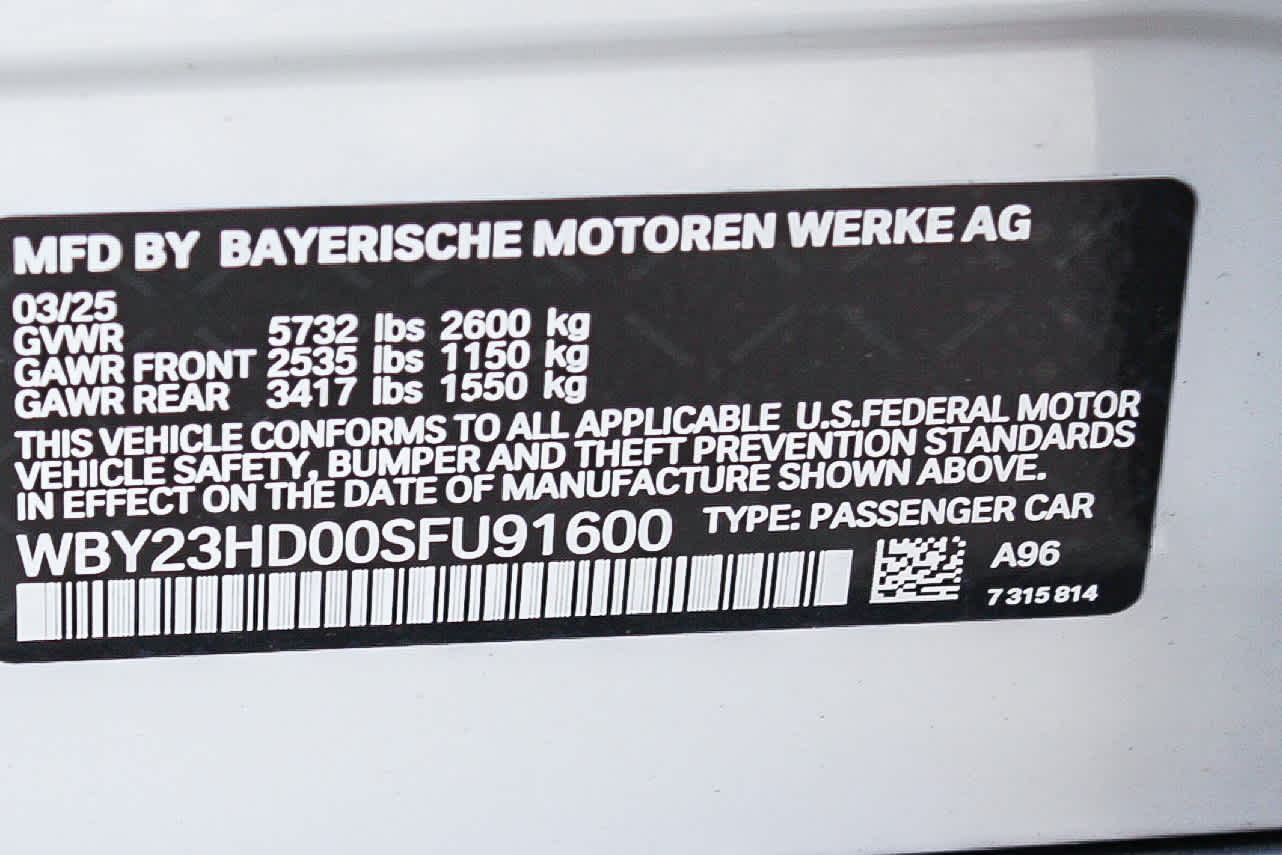 MFD BY BAYERISCHE MOTOREN WERKE AG
03/25
GVWR 5732 lbs 2600 kg
GAWR FRONT 2535 lbs 1150 kg
GAWR REAR 3417 lbs 1550 kg
THIS VEHICLE CONFORMS TO ALL APPLICABLE U.S.FEDERAL MOTOR
VEHICLE SAFETY, BUMPER AND THEFT PREVENTION STANDARDS
IN EFFECT ON THE DATE OF MANUFACTURE SHOWN ABOVE.
WBY23HD00SFU91600 TYPE: PASSENGER CAR
A96
7 315 814